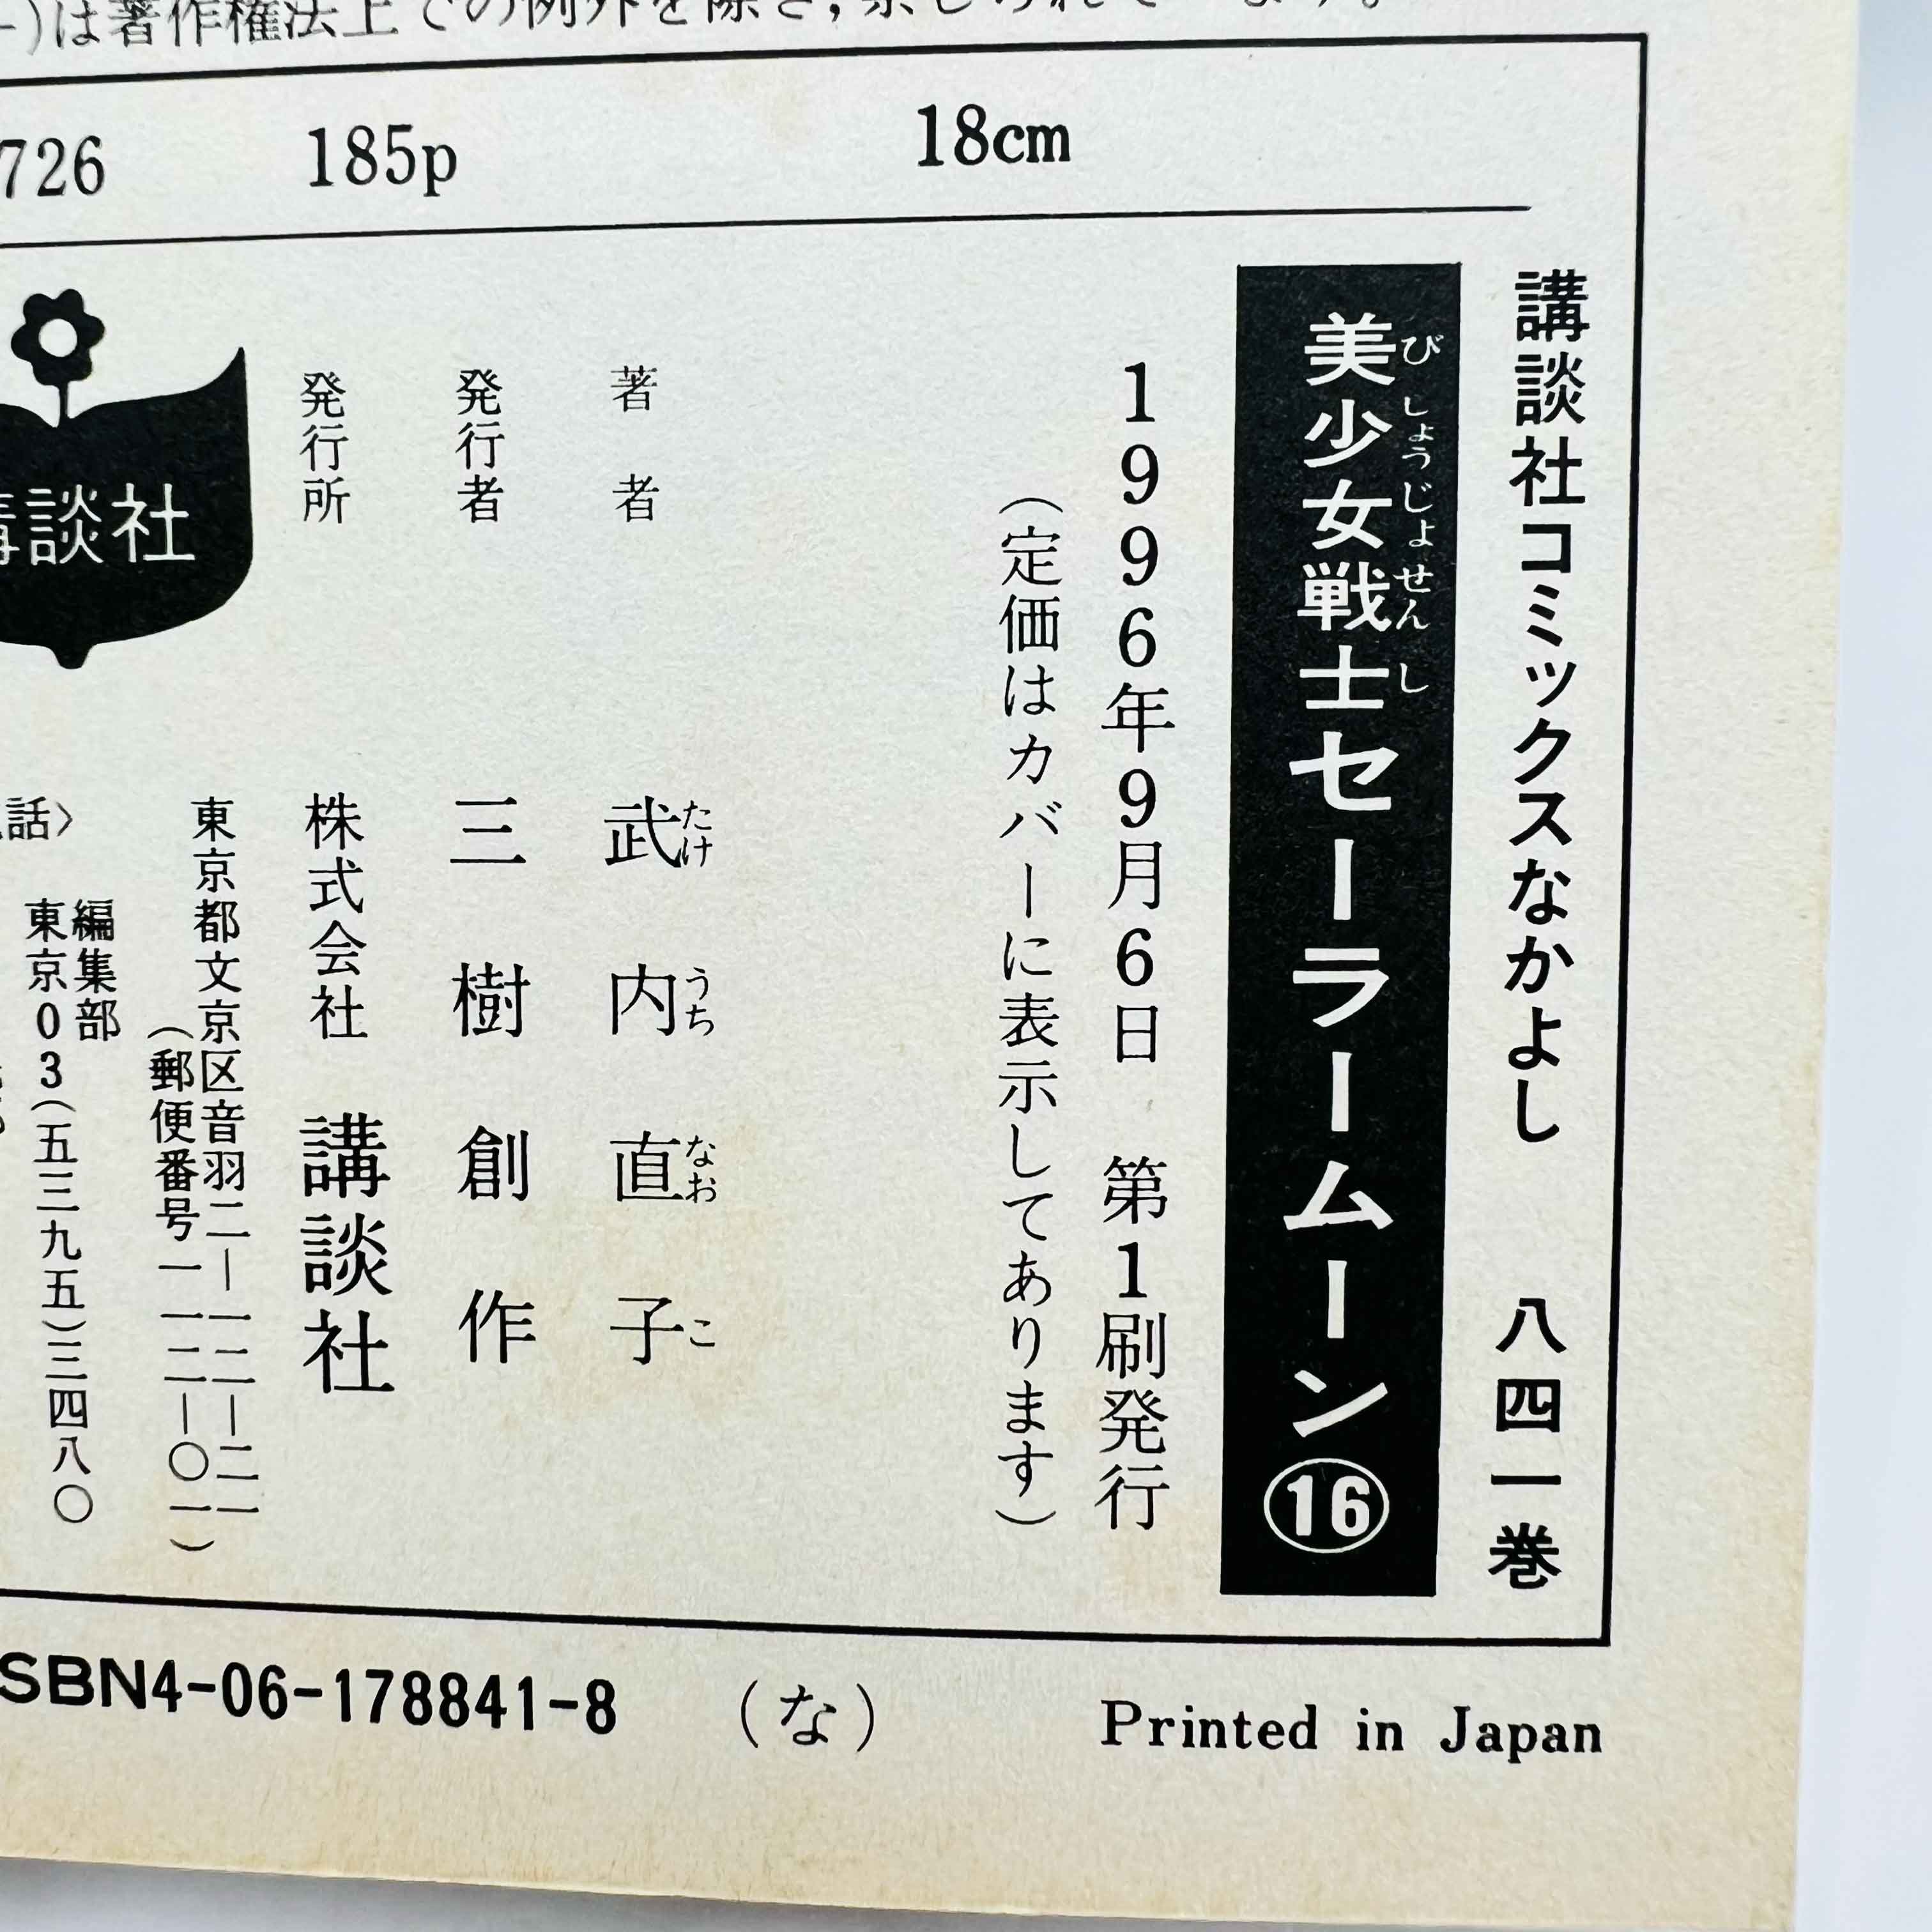 )は著作権法上での例外を除き，禁じられています。
726 185p 18cm
講談社コミックスなかよし 八四一巻
美少女戦士セーラームーン⑯
びしょうじょせんし
1996年9月6日 第1刷発行
（定価はカバーに表示してあります）
著者 武内直子
たけうち なおこ
発行者 三樹創作
発行所 株式会社 講談社
東京都文京区音羽二―一二―二一
（郵便番号一一二―〇一）
編集部
東京03（五三九五）三四八〇
話〉
談社
SBN4-06-178841-8 （な） Printed in Japan